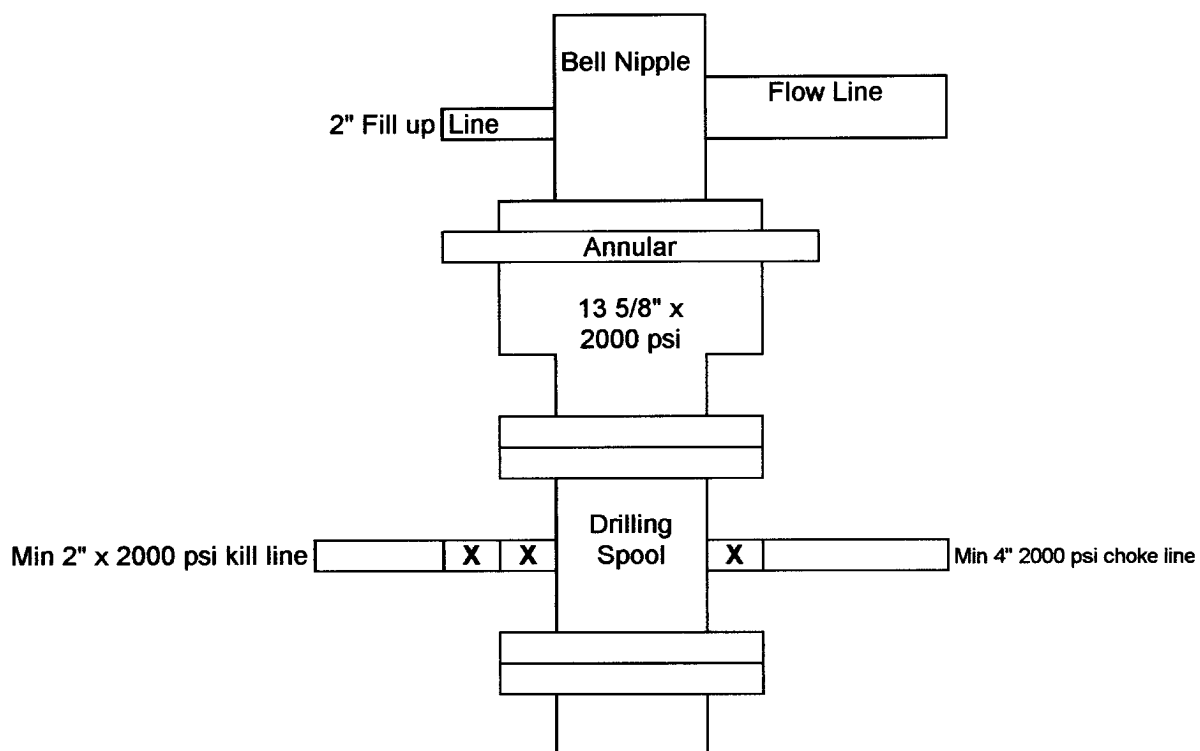 Bell Nipple
Flow Line
2" Fill up Line
Annular
13 5/8" x
2000 psi
Drilling
Spool
Min 2" x 2000 psi kill line
X X
X
Min 4" 2000 psi choke line